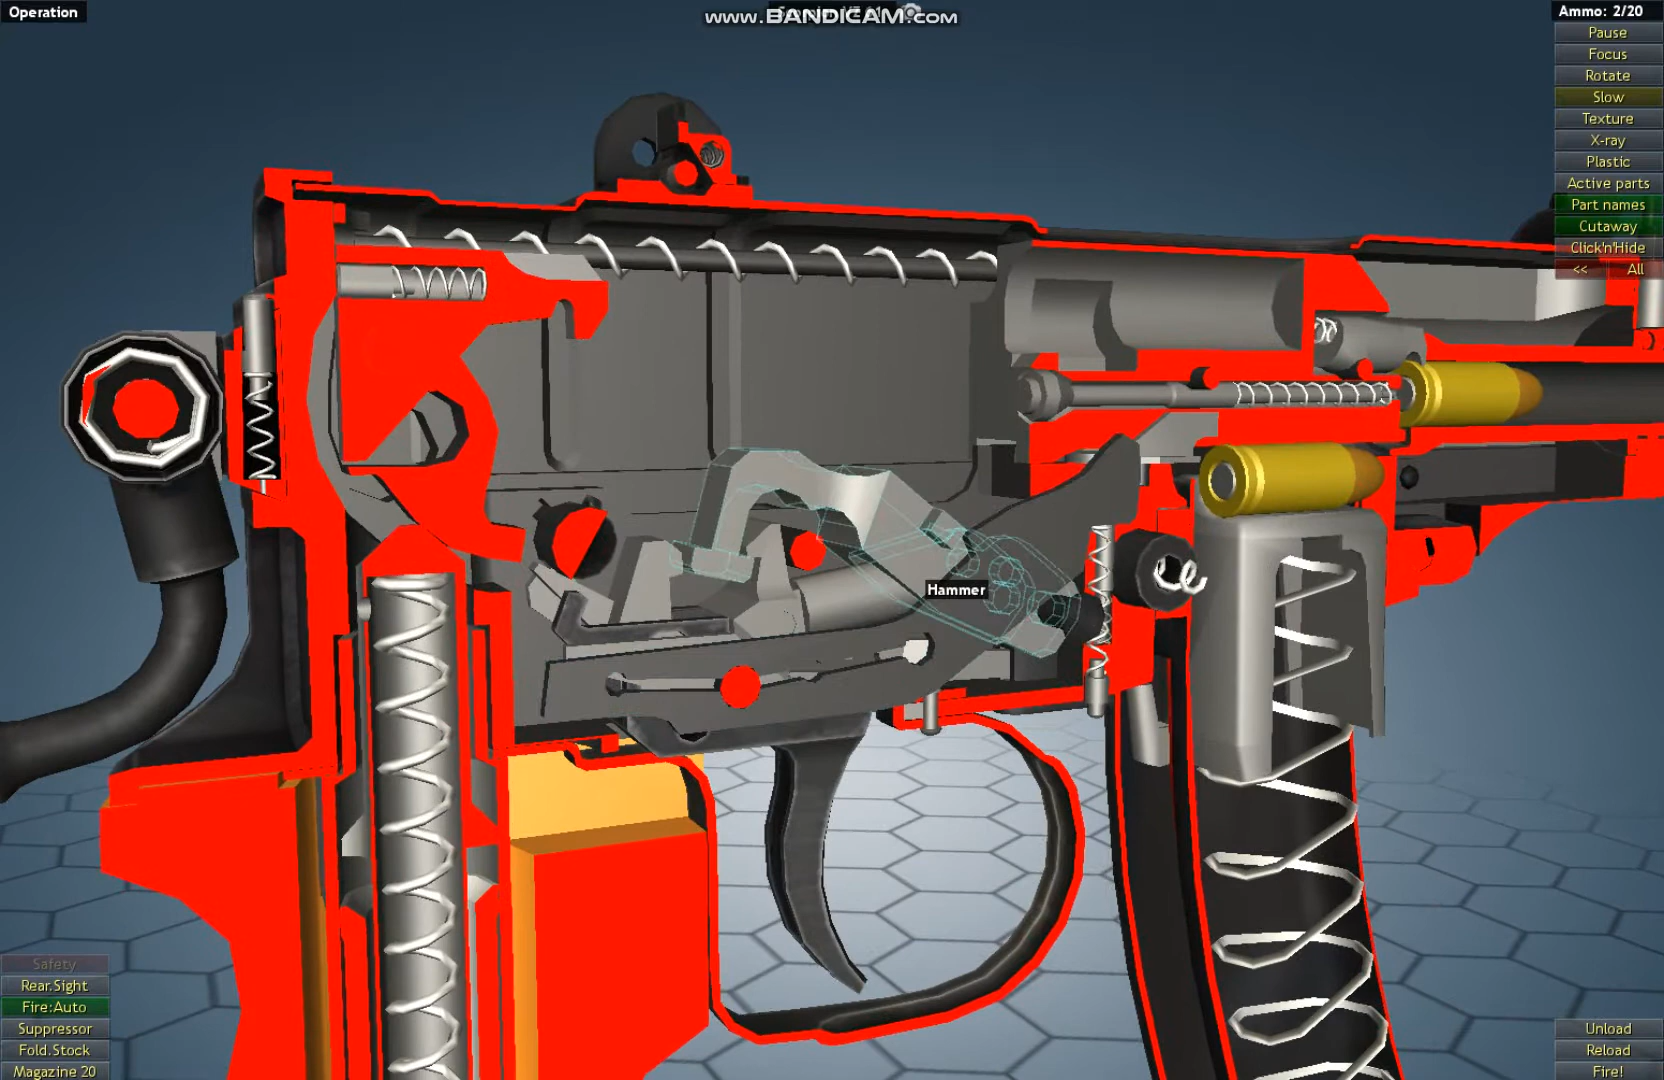 Operation
www.BANDICAM.COM
Ammo: 2/20
Pause
Focus
Rotate
Slow
Texture
X-ray
Plastic
Active parts
Part names
Cutaway
Click'n'Hide
<< All
Hammer
Safety
Rear.Sight
Fire:Auto
Suppressor
Fold.Stock
Magazine 20
Unload
Reload
Fire!